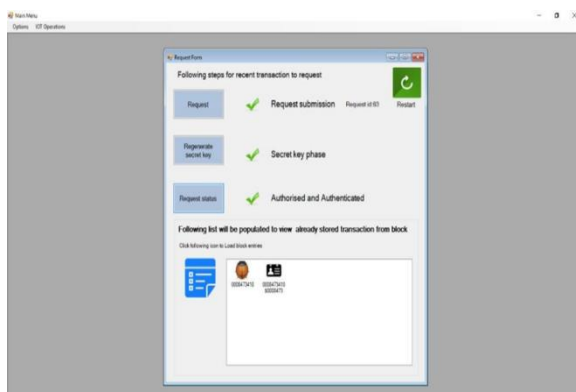 Main Menu
Options IOT Operations
Request Form
Following steps for recent transaction to request
Request
Request submission
Request id:60
Restart
Regenerate
secret key
Secret key phase
Request status
Authorised and Authenticated
Following list will be populated to view already stored transaction from block
Click following icon to Load block entries